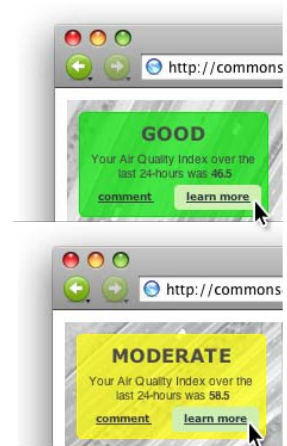 http://commons
GOOD
Your Air Quality Index over the
last 24-hours was 46.5
comment learn more
http://commons
MODERATE
Your Air Quality Index over the
last 24-hours was 58.5
comment learn more